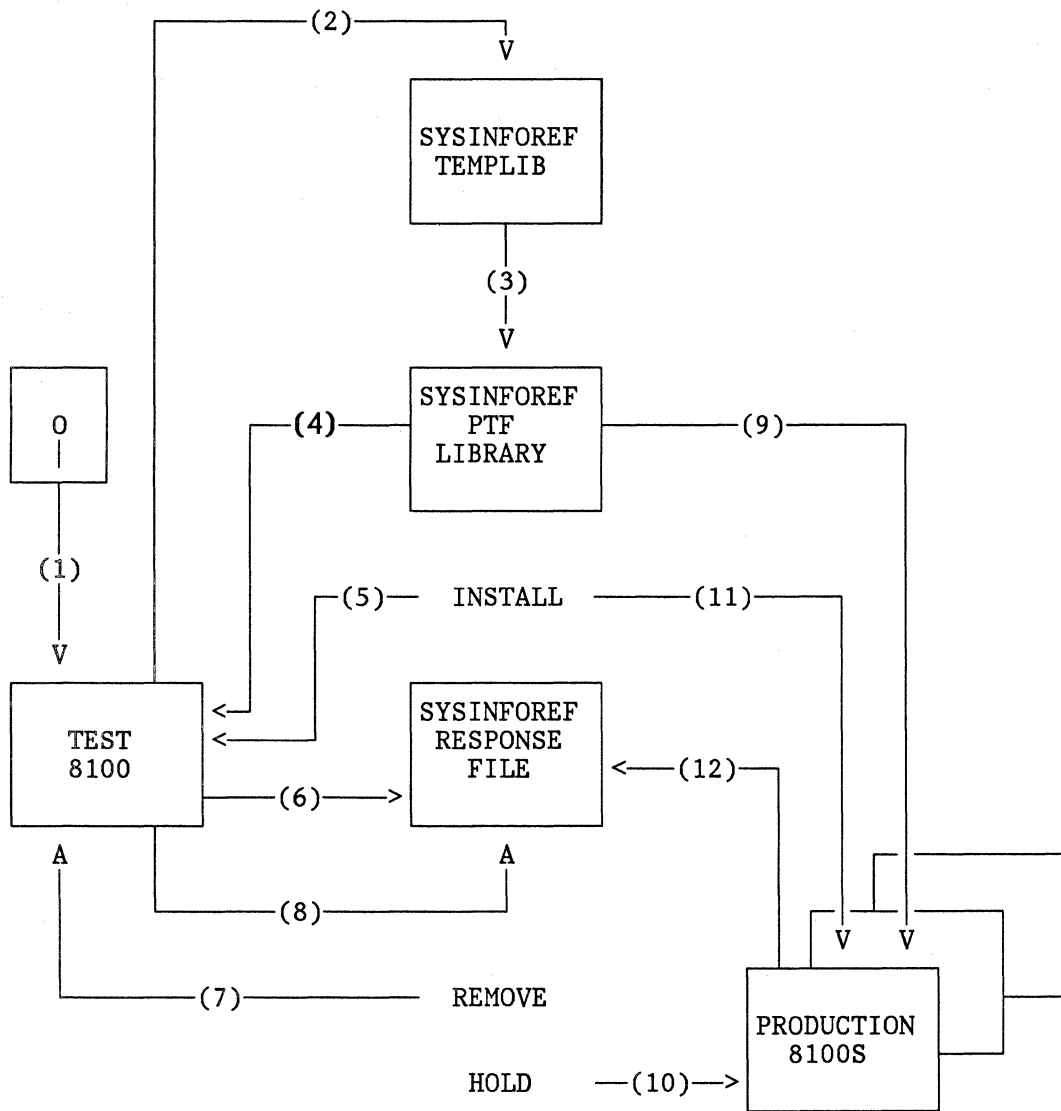 (2)
V
SYSINFOREF
TEMPLIB
(3)
V
O
SYSINFOREF
PTF
LIBRARY
(4)
(9)
(1)
(5)
INSTALL
(11)
V
TEST
8100
<
<
SYSINFOREF
RESPONSE
FILE
<
(12)
(6)
>
A
A
(8)
V V
(7)
REMOVE
PRODUCTION
8100S
HOLD
(10)
>